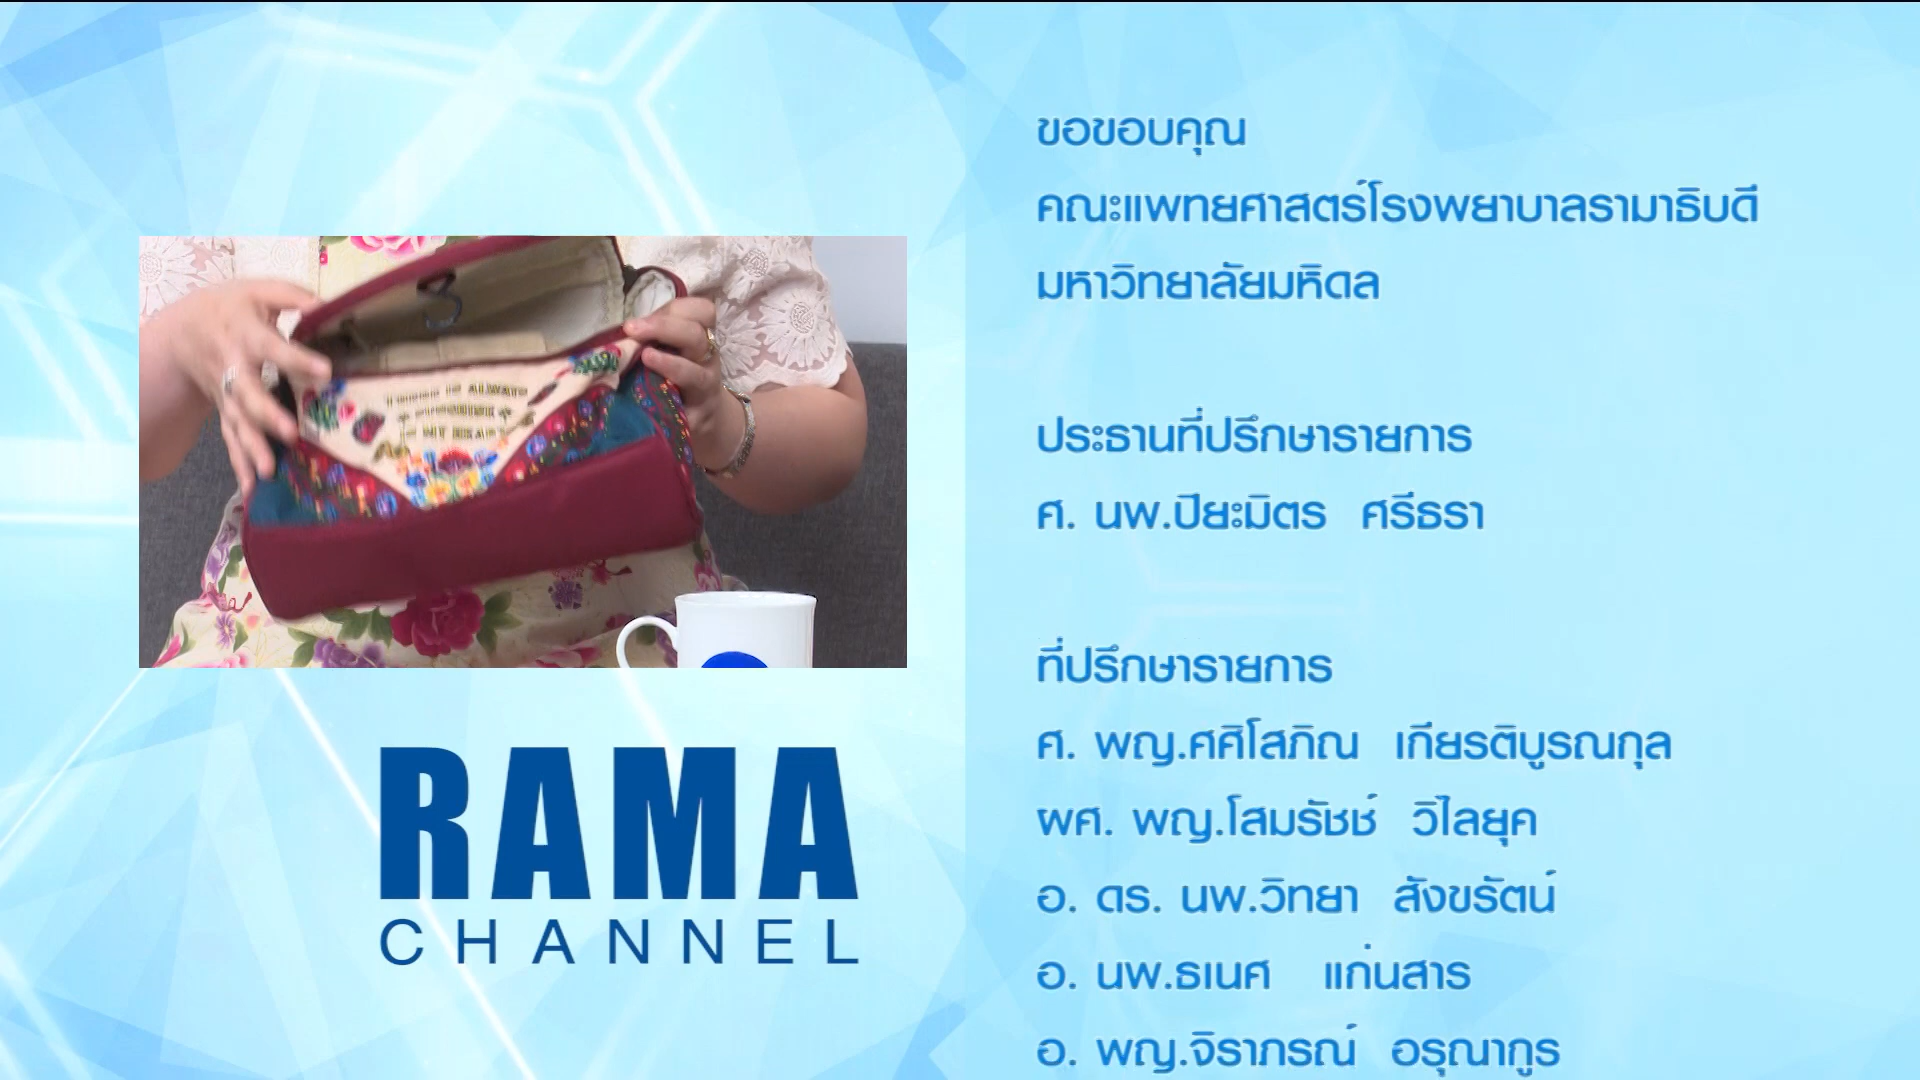 ขอขอบคุณ
คณะแพทยศาสตร์โรงพยาบาลรามาธิบดี
มหาวิทยาลัยมหิดล
ประธานที่ปรึกษารายการ
ศ. นพ.ปิยะมิตร ศรีธรา
ที่ปรึกษารายการ
ศ. พญ.ศศิโสภิณ เกียรติบูรณกุล
ผศ. พญ.โสมรัชช์ วิไลยุค
อ. ดร. นพ.วิทยา สังขรัตน์
อ. นพ.ธเนศ แก่นสาร
อ. พญ.จิราภรณ์ อรุณากูร
RAMA
CHANNEL